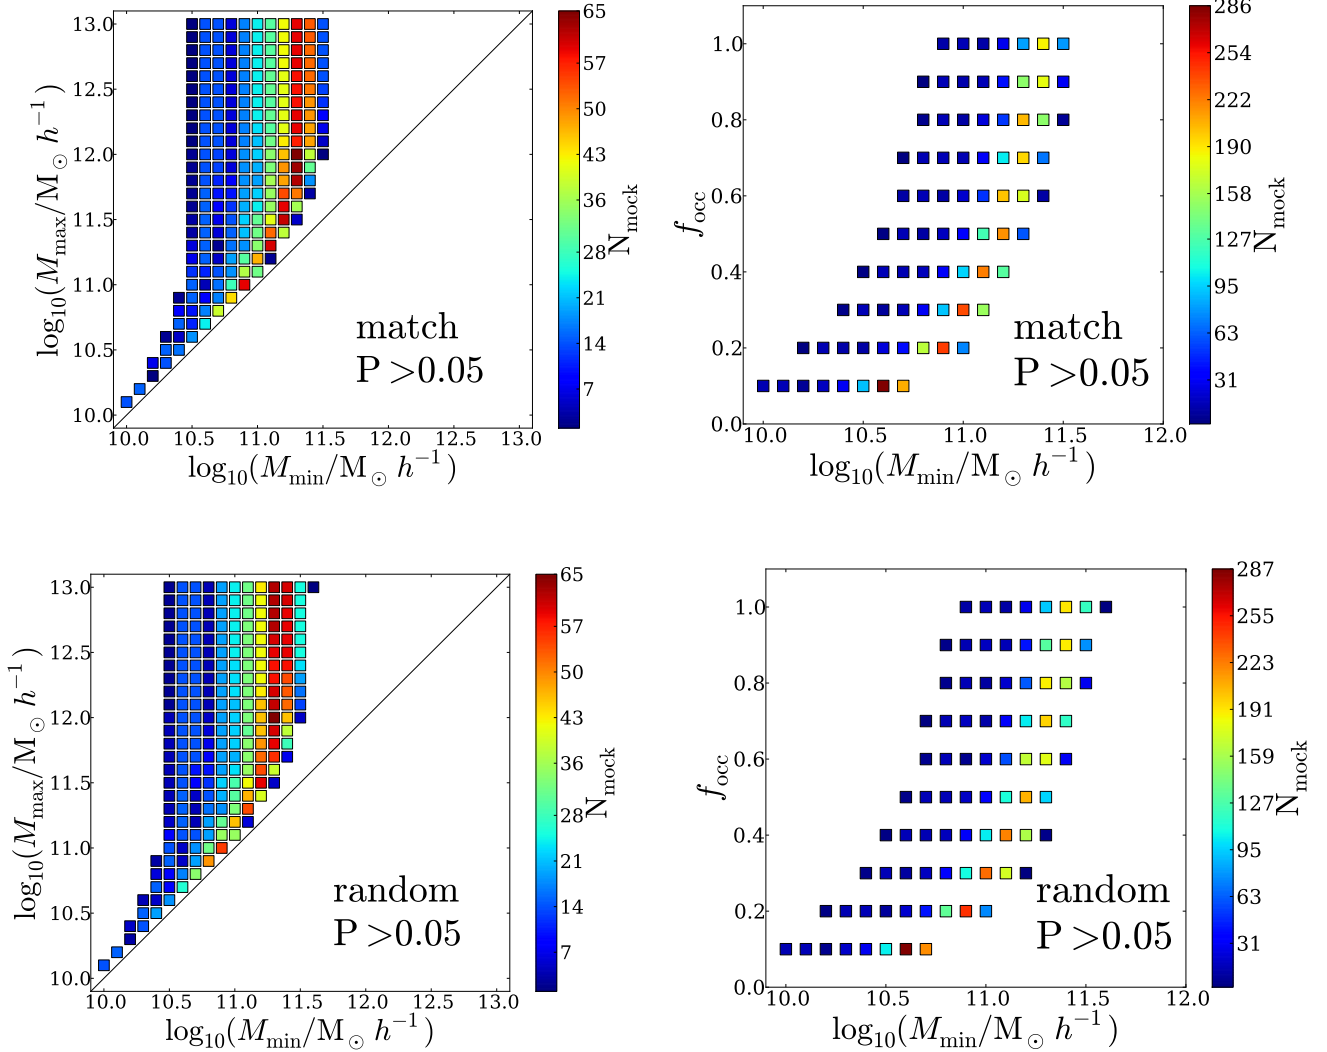 13.0
12.5
12.0
11.5
11.0
10.5
10.0
log10(Mmax/M⊙ h−1)
match
P >0.05
10.0 10.5 11.0 11.5 12.0 12.5 13.0
log10(Mmin/M⊙ h−1)
65
57
50
43
36
28
21
14
7
Nmock
1.0
0.8
0.6
0.4
0.2
0.0
focc
match
P >0.05
10.0 10.5 11.0 11.5 12.0
log10(Mmin/M⊙ h−1)
286
254
222
190
158
127
95
63
31
Nmock
13.0
12.5
12.0
11.5
11.0
10.5
10.0
log10(Mmax/M⊙ h−1)
random
P >0.05
10.0 10.5 11.0 11.5 12.0 12.5 13.0
log10(Mmin/M⊙ h−1)
65
57
50
43
36
28
21
14
7
Nmock
1.0
0.8
0.6
0.4
0.2
0.0
focc
random
P >0.05
10.0 10.5 11.0 11.5 12.0
log10(Mmin/M⊙ h−1)
287
255
223
191
159
127
95
63
31
Nmock